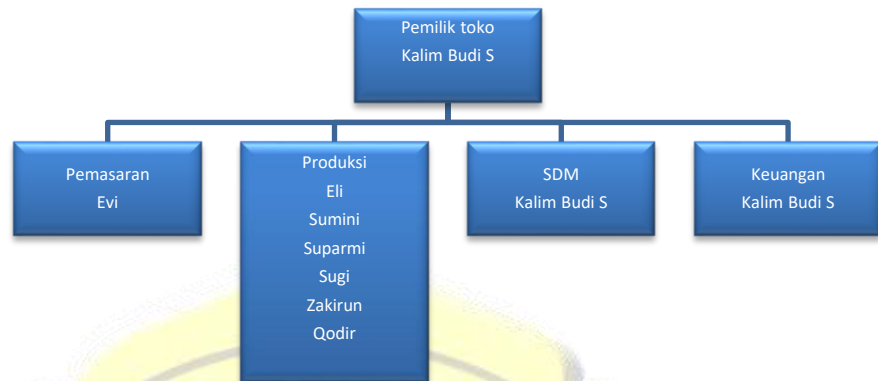 Pemilik toko
Kalim Budi S
Pemasaran
Evi
Produksi
Eli
Sumini
Suparmi
Sugi
Zakirun
Qodir
SDM
Kalim Budi S
Keuangan
Kalim Budi S